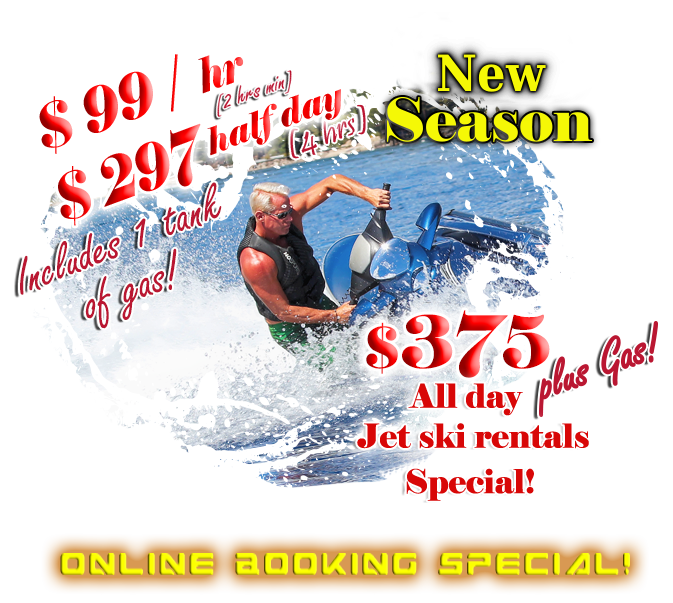 $ 99 / hr
(2 hrs min)
$ 297 half day
(4 hrs)
Includes 1 tank
of gas!
New
Season
$375
All day plus Gas!
Jet ski rentals
Special!
ONLINE BOOKING SPECIAL!